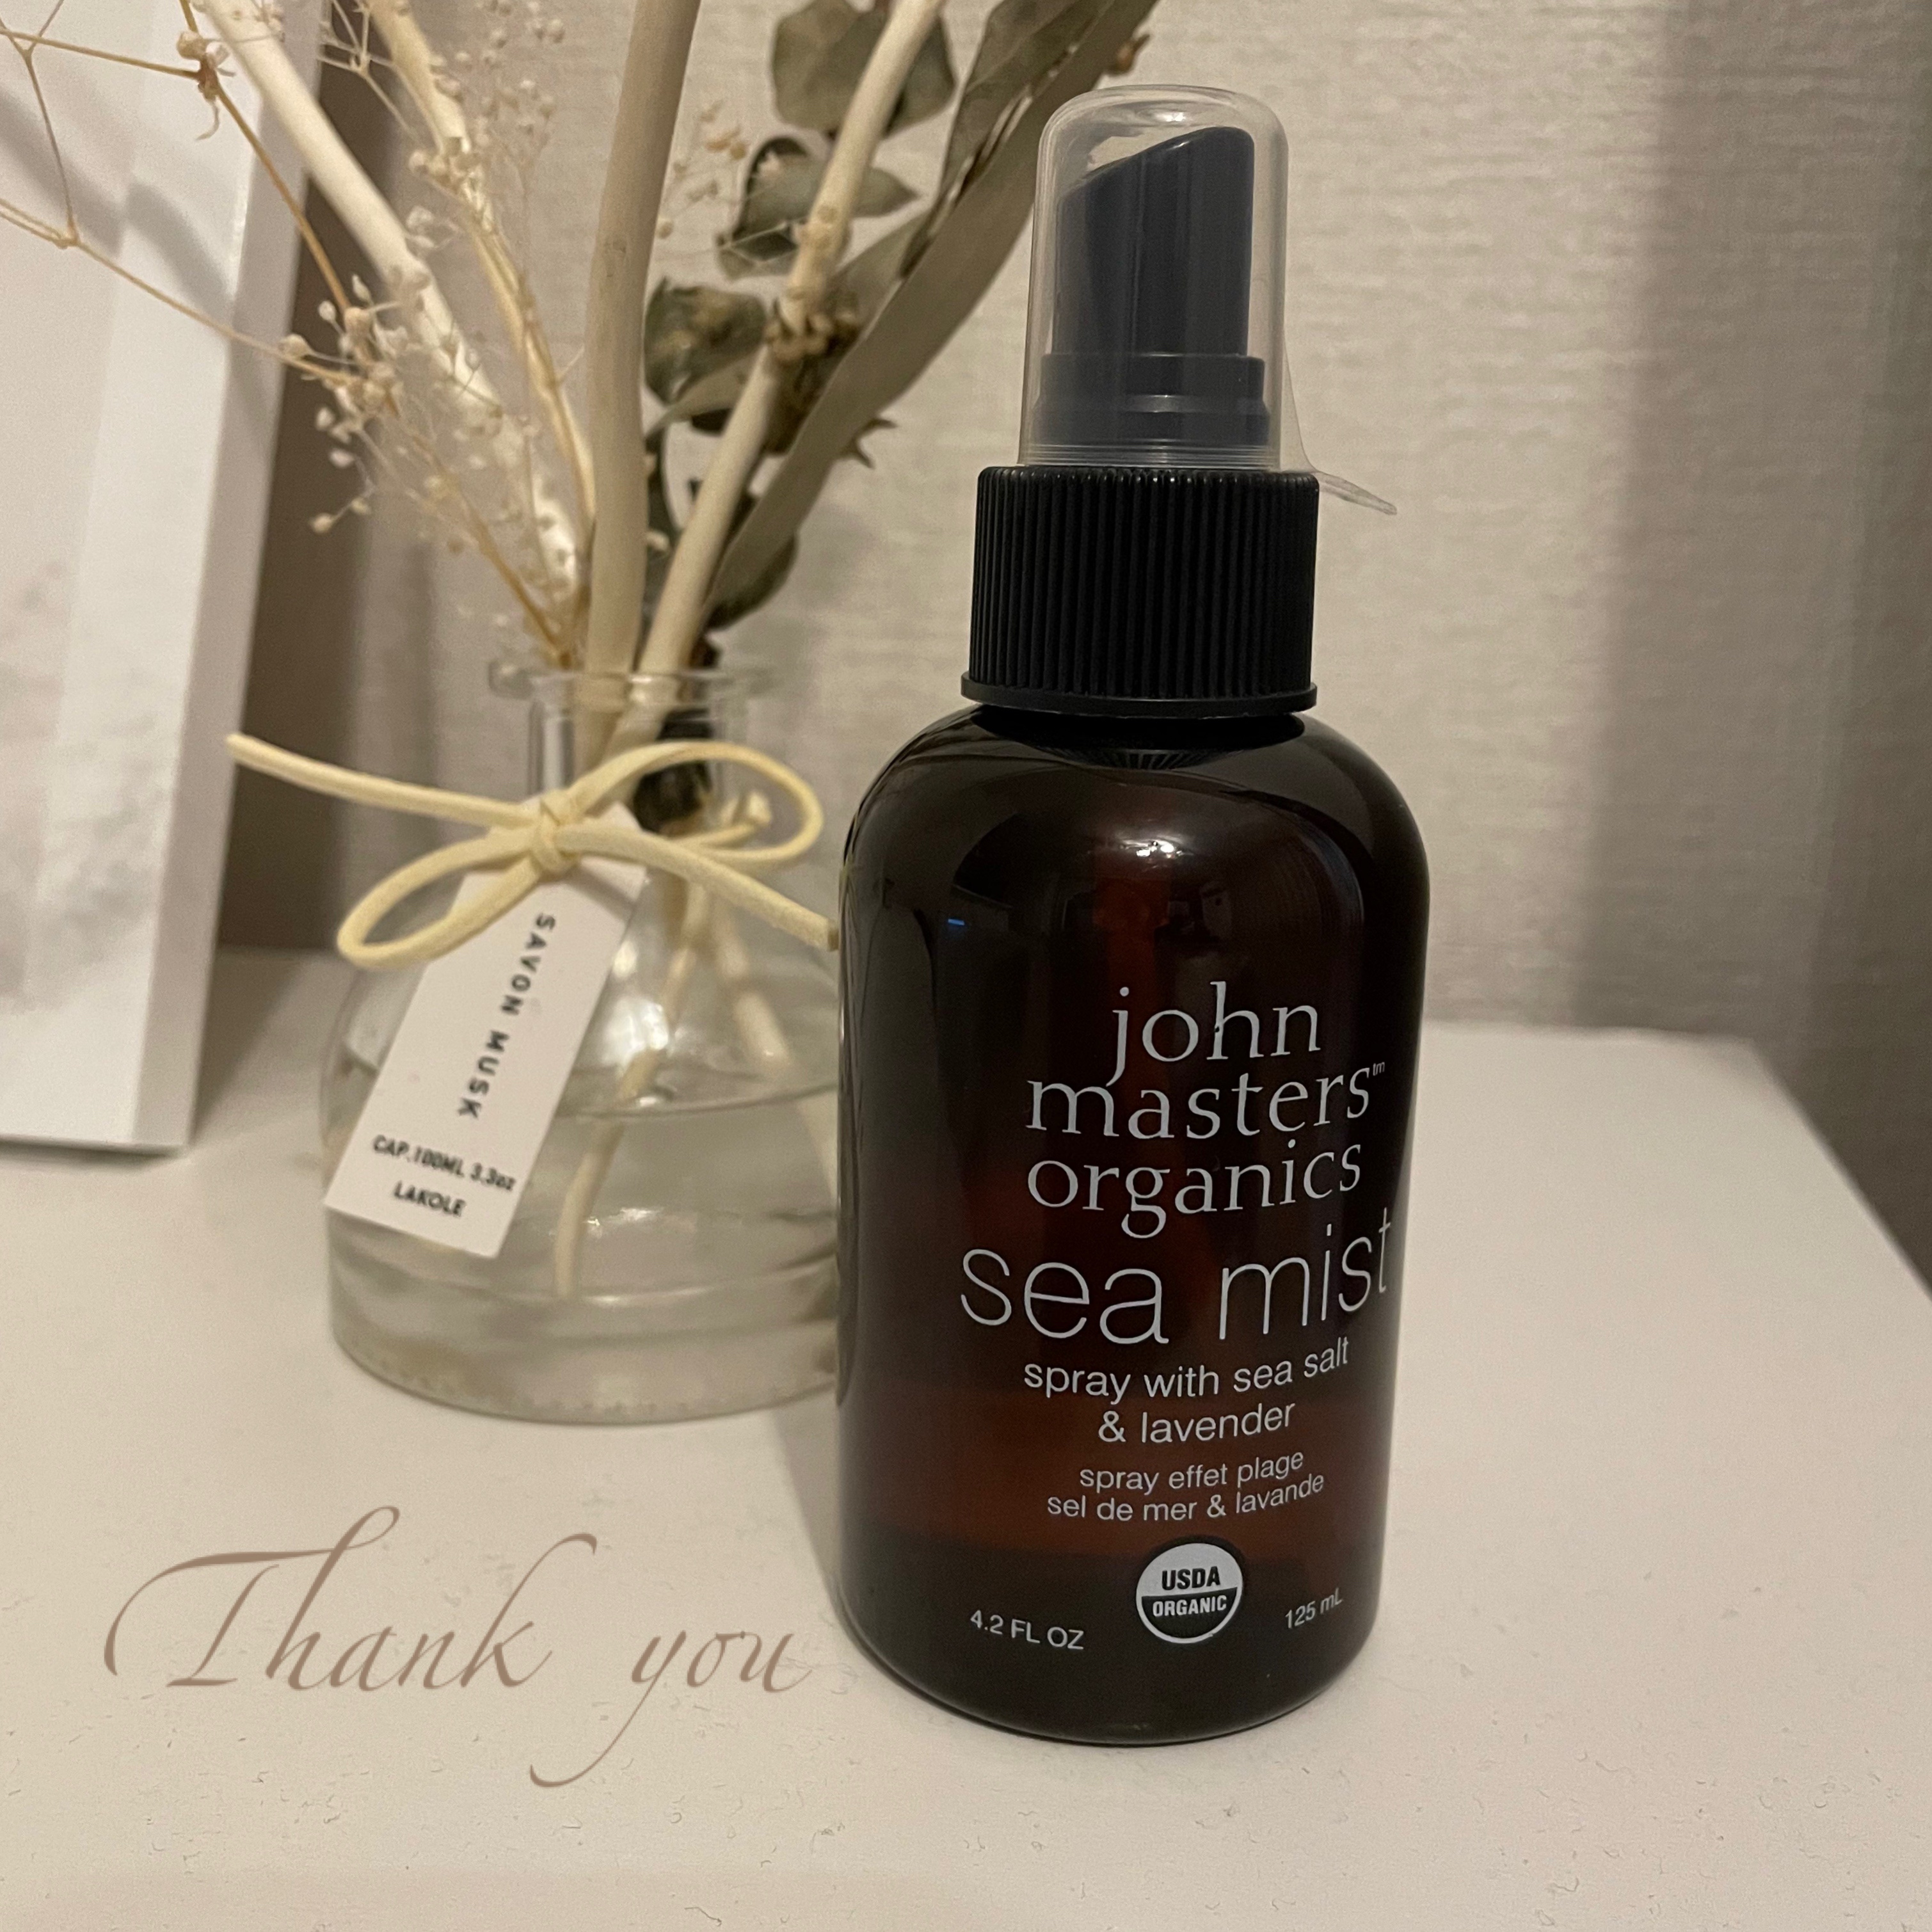 SAVON MUSK
CAP.100ML 3.3oz
LAKOLE
john
masters™
organics
sea mist
spray with sea salt
& lavender
spray effet plage
sel de mer & lavande
USDA
ORGANIC
4.2 FL OZ
125 mL
Thank you